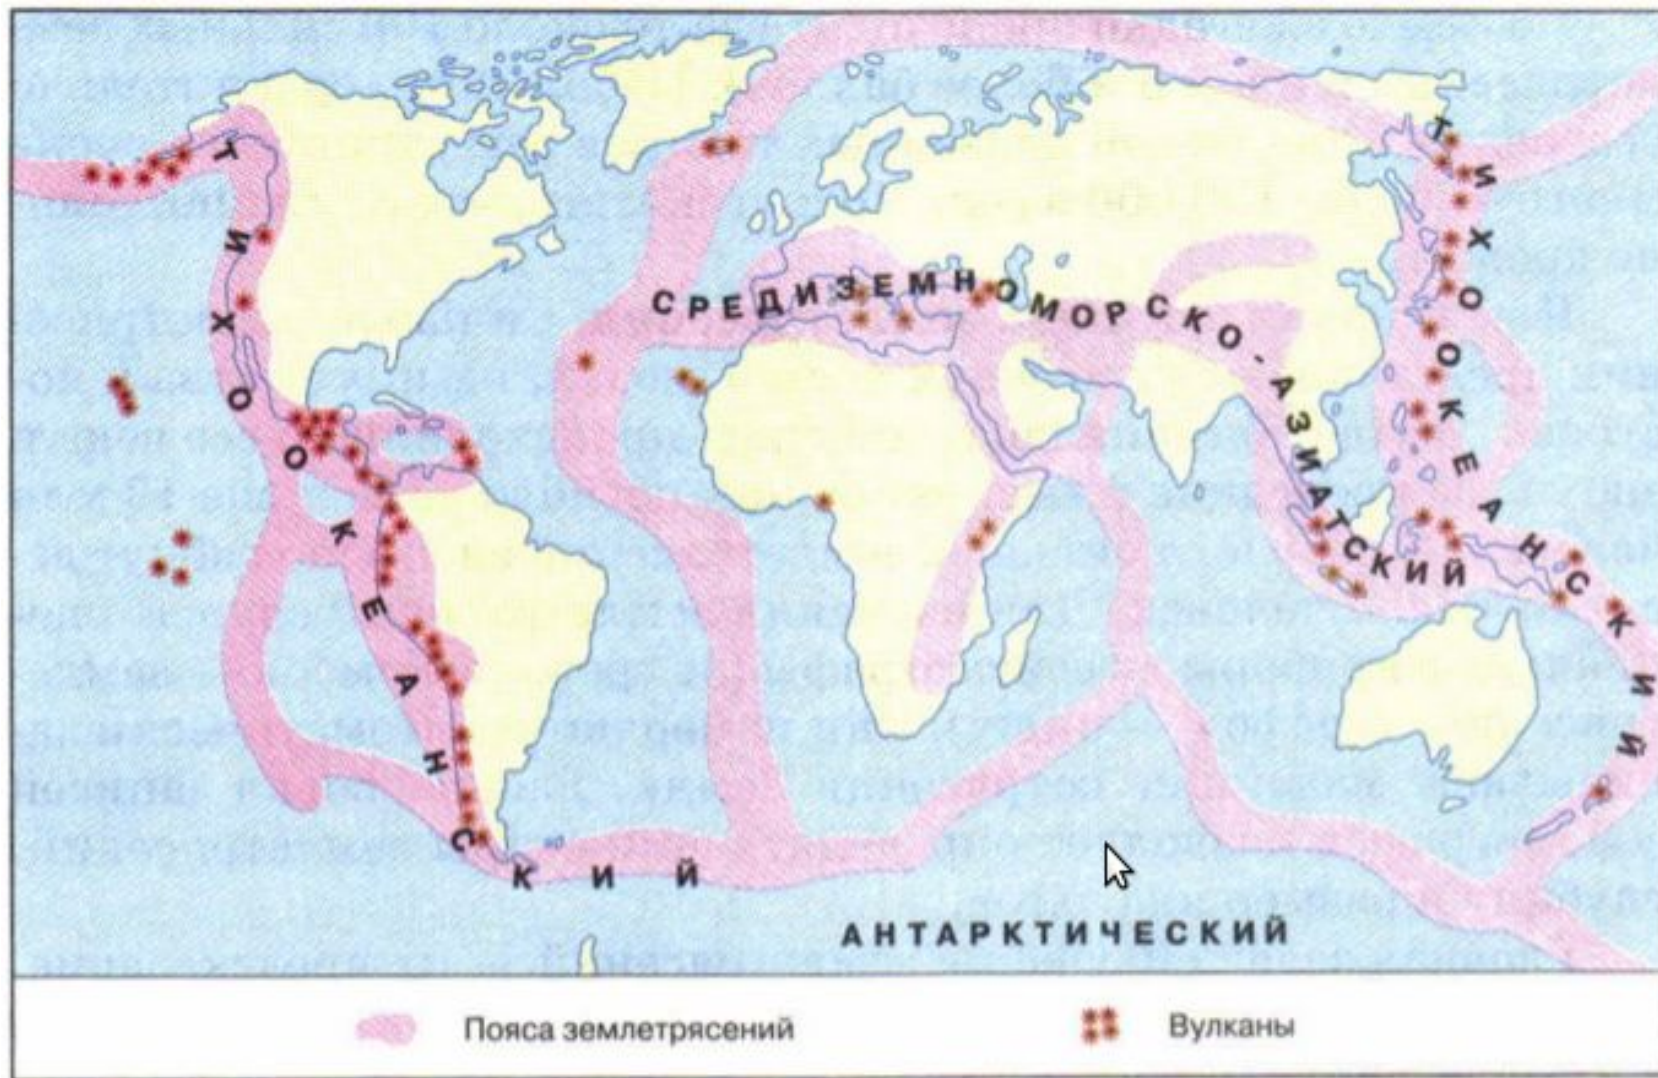 ТИХООКЕАНСКИЙ
СРЕДИЗЕМНОМОРСКО-АЗИАТСКИЙ
ТИХООКЕАНСКИЙ
АНТАРКТИЧЕСКИЙ
Пояса землетрясений
Вулканы